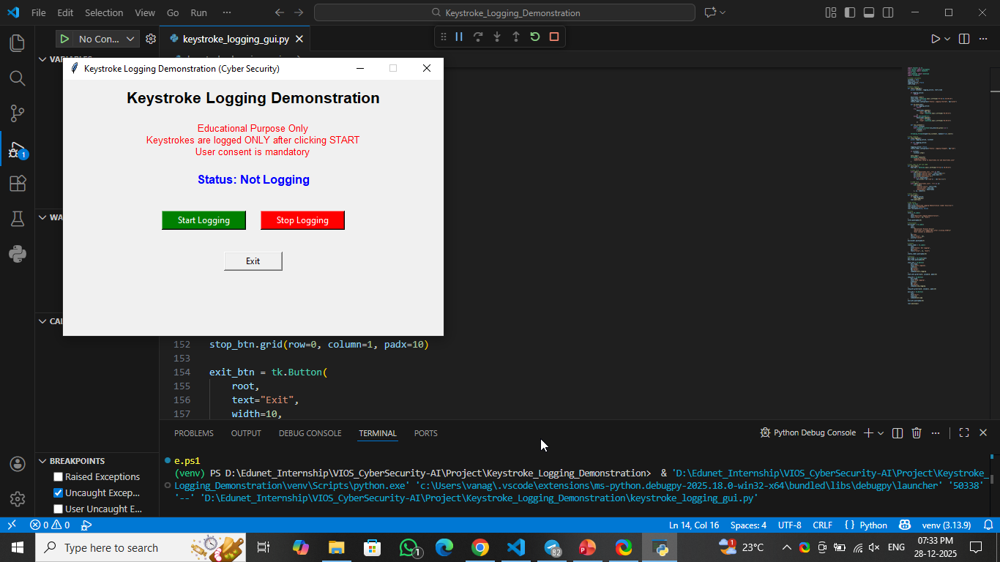 File Edit Selection View Go Run ···
Keystroke_Logging_Demonstration
No Con...
keystroke_logging_gui.py
Keystroke Logging Demonstration (Cyber Security)
Keystroke Logging Demonstration
Educational Purpose Only
Keystrokes are logged ONLY after clicking START
User consent is mandatory
Status: Not Logging
Start Logging Stop Logging
Exit
152 stop_btn.grid(row=0, column=1, padx=10)
153
154 exit_btn = tk.Button(
155 root,
156 text="Exit",
157 width=10,
PROBLEMS OUTPUT DEBUG CONSOLE TERMINAL PORTS
Python Debug Console
e.ps1
(venv) PS D:\Edunet_Internship\VIOS_CyberSecurity-AI\Project\Keystroke_Logging_Demonstration> & 'D:\Edunet_Internship\VIOS_CyberSecurity-AI\Project\Keystroke_
Logging_Demonstration\venv\Scripts\python.exe' 'c:\Users\vanag\.vscode\extensions\ms-python.debugpy-2025.18.0-win32-x64\bundled\libs\debugpy\launcher' '50338'
'--' 'D:\Edunet_Internship\VIOS_CyberSecurity-AI\Project\Keystroke_Logging_Demonstration\keystroke_logging_gui.py'
BREAKPOINTS
Raised Exceptions
Uncaught Excep...
User Uncaught E...
1
0 0
Ln 14, Col 16 Spaces: 4 UTF-8 CRLF { } Python venv (3.13.9)
Type here to search
1
82
1
23°C
ENG
07:33 PM
28-12-2025